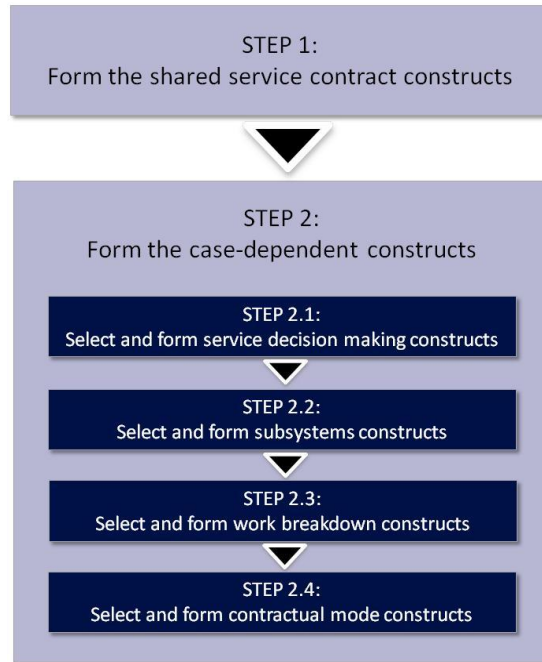 STEP 1:
Form the shared service contract constructs
STEP 2:
Form the case-dependent constructs
STEP 2.1:
Select and form service decision making constructs
STEP 2.2:
Select and form subsystems constructs
STEP 2.3:
Select and form work breakdown constructs
STEP 2.4:
Select and form contractual mode constructs